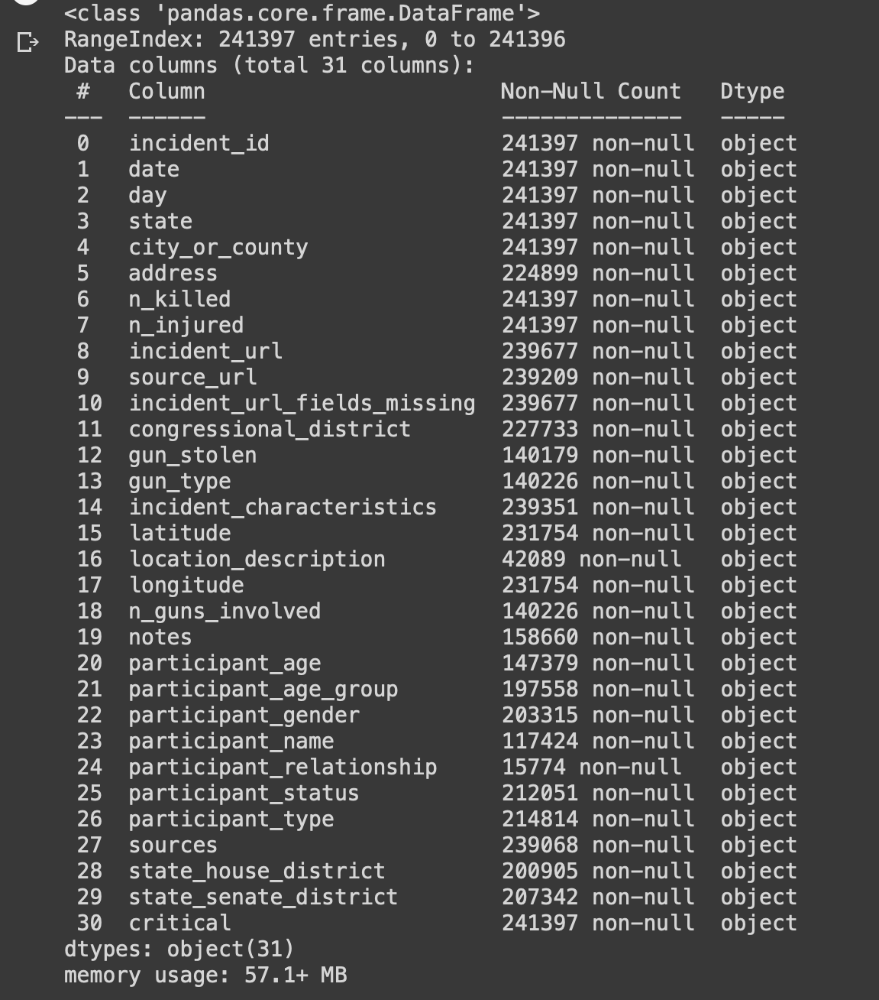 <class 'pandas.core.frame.DataFrame'>
RangeIndex: 241397 entries, 0 to 241396
Data columns (total 31 columns):
 #   Column                       Non-Null Count   Dtype
---  ------                       --------------   -----
 0   incident_id                  241397 non-null  object
 1   date                         241397 non-null  object
 2   day                          241397 non-null  object
 3   state                        241397 non-null  object
 4   city_or_county               241397 non-null  object
 5   address                      224899 non-null  object
 6   n_killed                     241397 non-null  object
 7   n_injured                    241397 non-null  object
 8   incident_url                 239677 non-null  object
 9   source_url                   239209 non-null  object
 10  incident_url_fields_missing  239677 non-null  object
 11  congressional_district       227733 non-null  object
 12  gun_stolen                   140179 non-null  object
 13  gun_type                     140226 non-null  object
 14  incident_characteristics     239351 non-null  object
 15  latitude                     231754 non-null  object
 16  location_description         42089 non-null   object
 17  longitude                    231754 non-null  object
 18  n_guns_involved              140226 non-null  object
 19  notes                        158660 non-null  object
 20  participant_age              147379 non-null  object
 21  participant_age_group        197558 non-null  object
 22  participant_gender           203315 non-null  object
 23  participant_name             117424 non-null  object
 24  participant_relationship     15774 non-null   object
 25  participant_status           212051 non-null  object
 26  participant_type             214814 non-null  object
 27  sources                      239068 non-null  object
 28  state_house_district         200905 non-null  object
 29  state_senate_district        207342 non-null  object
 30  critical                     241397 non-null  object
dtypes: object(31)
memory usage: 57.1+ MB